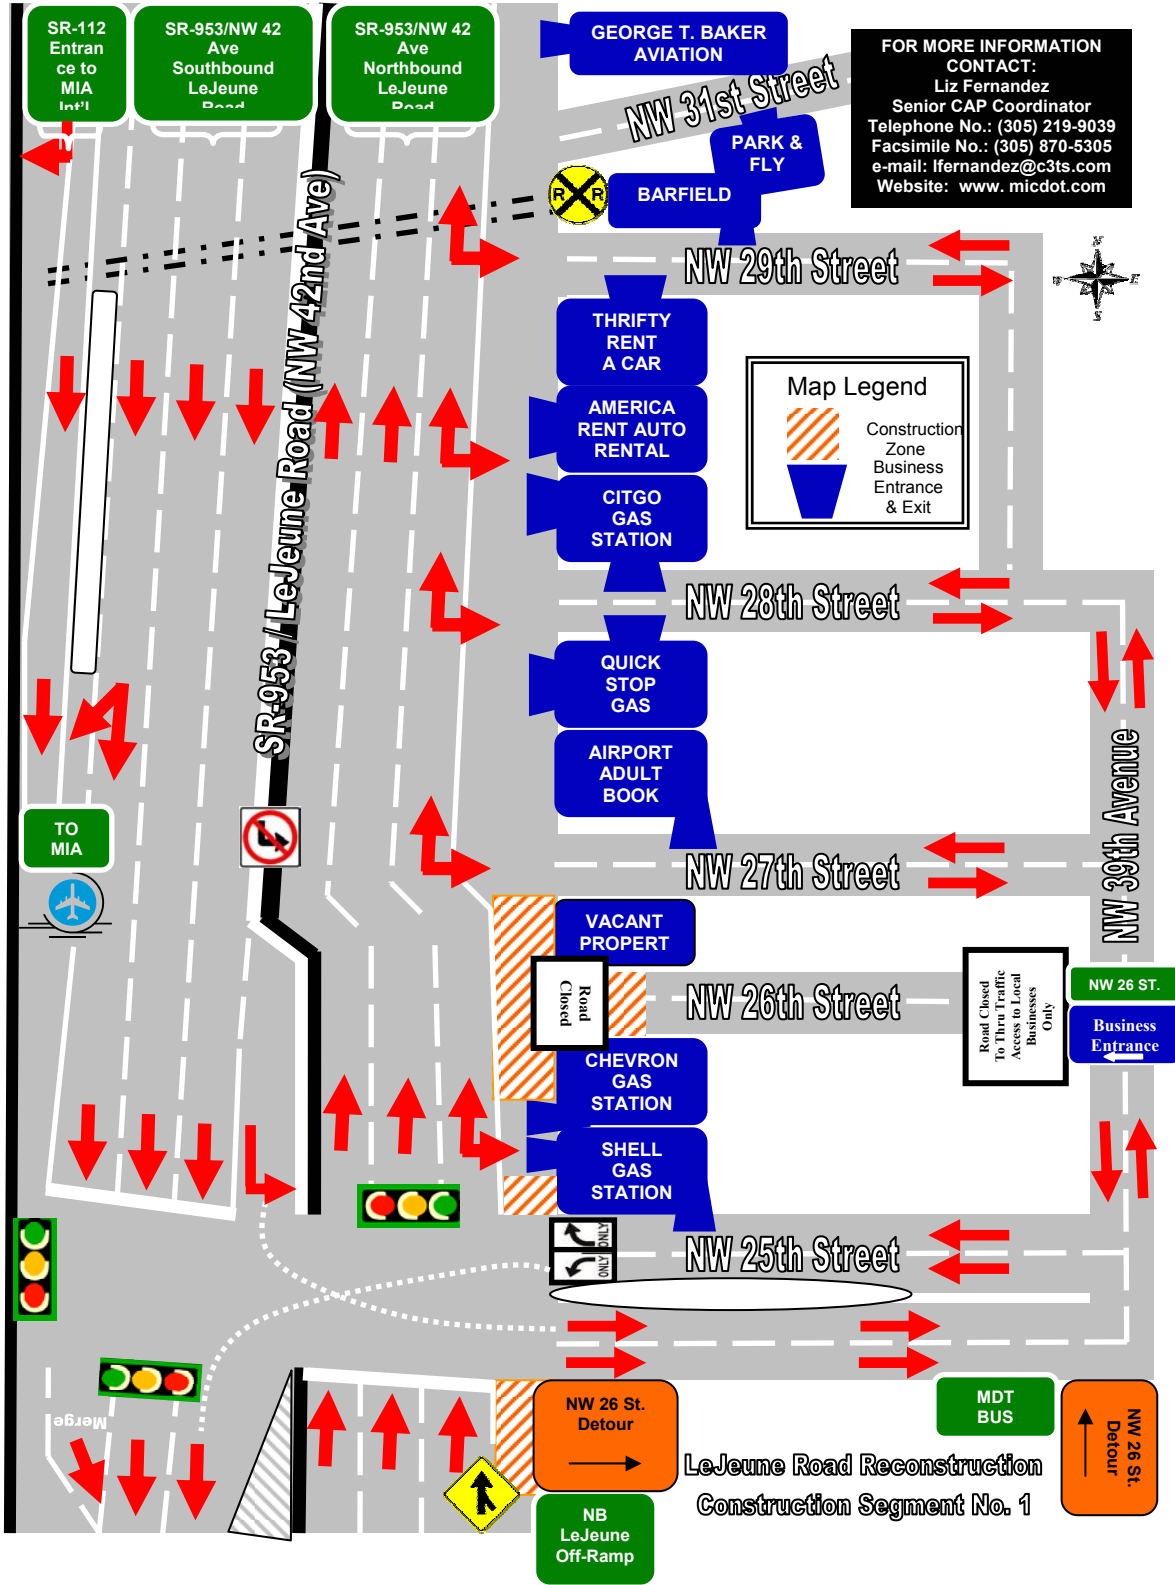 SR-112
Entran
ce to
MIA
Int'l
SR-953/NW 42
Ave
Southbound
LeJeune
Road
SR-953/NW 42
Ave
Northbound
LeJeune
Road
GEORGE T. BAKER
AVIATION
NW 31st Street
FOR MORE INFORMATION
CONTACT:
Liz Fernandez
Senior CAP Coordinator
Telephone No.: (305) 219-9039
Facsimile No.: (305) 870-5305
e-mail: lfernandez@c3ts.com
Website: www. micdot.com
PARK &
FLY
R R
BARFIELD
NW 29th Street
N
W E
S
SR-953 / LeJeune Road (NW 42nd Ave)
THRIFTY
RENT
A CAR
AMERICA
RENT AUTO
RENTAL
CITGO
GAS
STATION
Map Legend
Construction
Zone
Business
Entrance
& Exit
NW 28th Street
QUICK
STOP
GAS
AIRPORT
ADULT
BOOK
NW 39th Avenue
TO
MIA
NW 27th Street
VACANT
PROPERT
Road
Closed
NW 26th Street
Road Closed
To Thru Traffic
Access to Local
Businesses
Only
NW 26 ST.
Business
Entrance
CHEVRON
GAS
STATION
SHELL
GAS
STATION
ONLY
ONLY
NW 25th Street
Merge
NW 26 St.
Detour
MDT
BUS
NW 26 St.
Detour
LeJeune Road Reconstruction
Construction Segment No. 1
NB
LeJeune
Off-Ramp